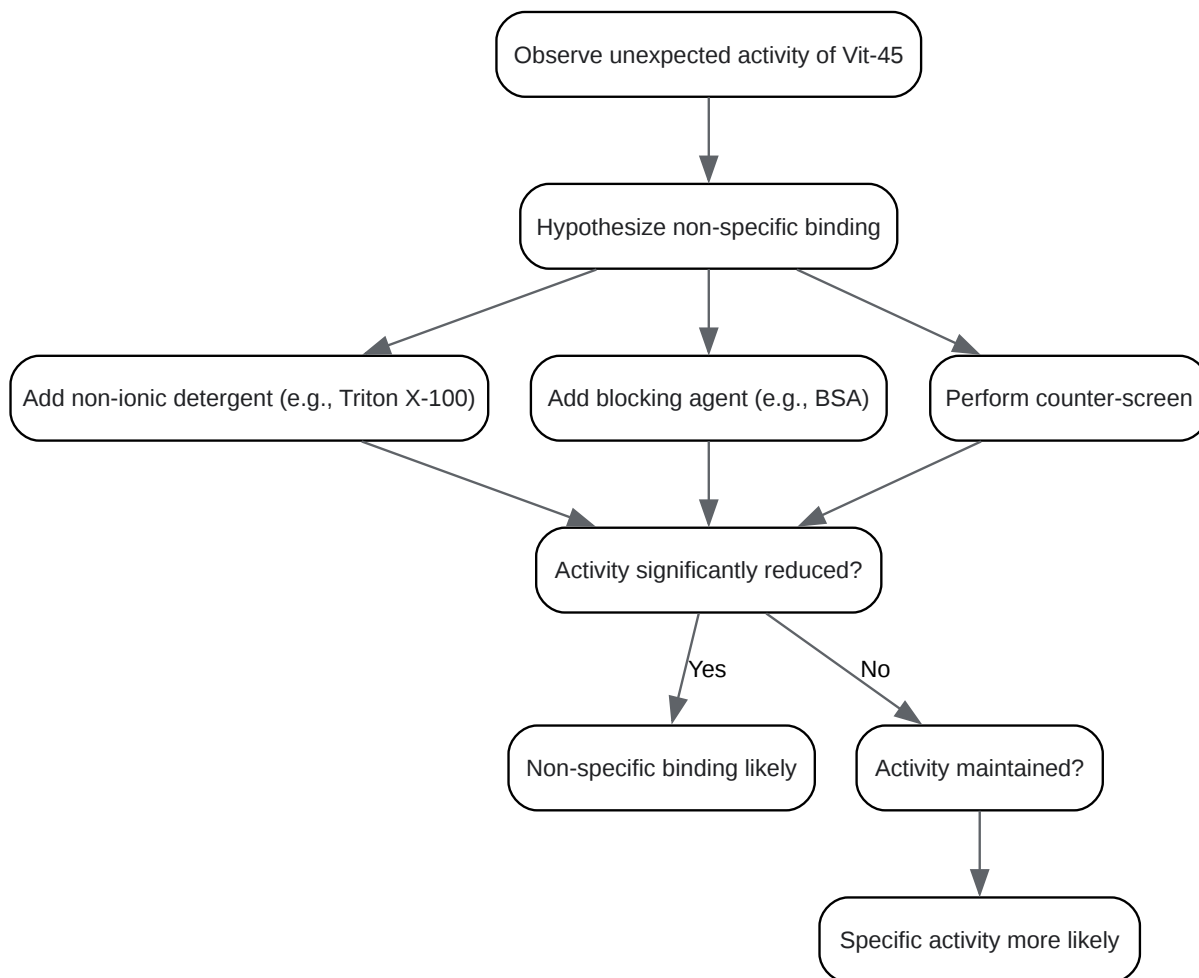 Observe unexpected activity of Vit-45
Hypothesize non-specific binding
Add non-ionic detergent (e.g., Triton X-100)
Add blocking agent (e.g., BSA)
Perform counter-screen
Activity significantly reduced?
Yes
No
Non-specific binding likely
Activity maintained?
Specific activity more likely